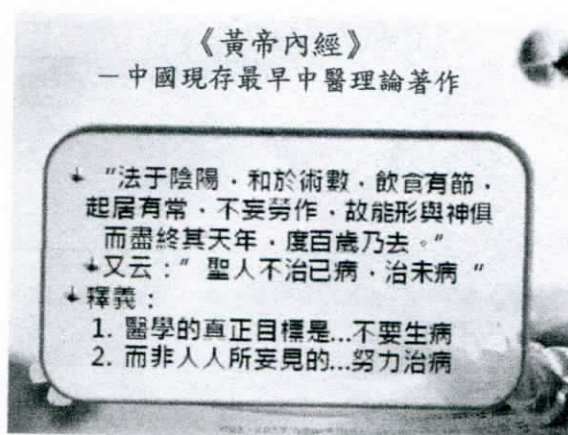 《黃帝內經》
－中國現存最早中醫理論著作
“法于陰陽，和於術數，飲食有節，
起居有常，不妄勞作，故能形與神俱
而盡終其天年，度百歲乃去。“
又云：”聖人不治已病，治未病“
釋義：
1. 醫學的真正目標是...不要生病
2. 而非人人所妄見的...努力治病